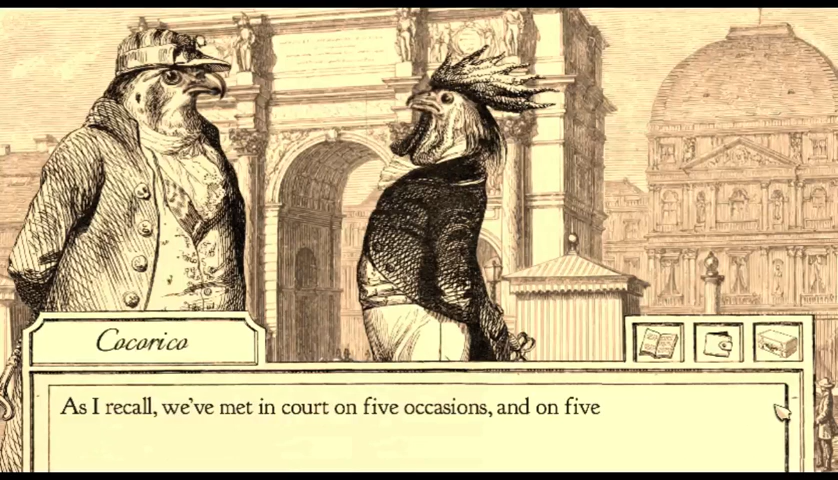 Cocorico
As I recall, we've met in court on five occasions, and on five